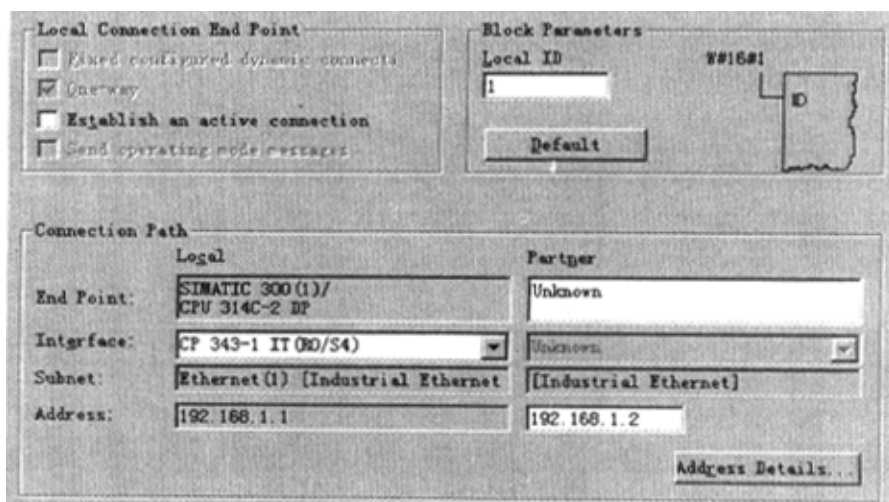 Local Connection End Point
Fixed configured dynamic connecti
One-way
Establish an active connection
Send operating mode messages
Block Parameters
Local ID
W#16#1
1
ID
Default
Connection Path
Local
Partner
End Point:
SIMATIC 300(1)/
CPU 314C-2 DP
Unknown
Interface:
CP 343-1 IT(R0/S4)
Unknown
Subnet:
Ethernet(1) [Industrial Ethernet
[Industrial Ethernet]
Address:
192.168.1.1
192.168.1.2
Address Details...